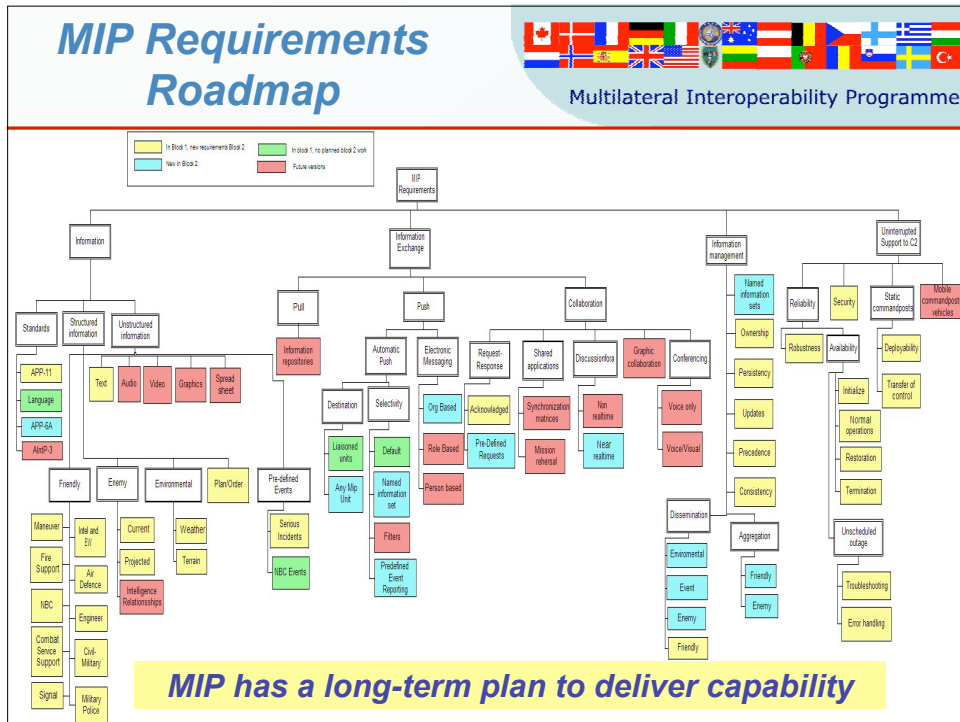 MIP Requirements
Roadmap
Multilateral Interoperability Programme
In Block 1, new requirements Block 2
In block 1, no planned block 2 work
New in Block 2
Future versions
MIP
Requirements
Information
Information
Exchange
Information
management
Uninterrupted
Support to C2
Standards
Structured
information
Unstructured
information
Pull
Push
Collaboration
Named
information
sets
Reliability
Security
Static
commandposts
Mobile
commandposts
vehicles
APP-11
Language
APP-6A
AIntP-3
Text
Audio
Video
Graphics
Spread
sheet
Information
repositories
Automatic
Push
Electronic
Messaging
Request-
Response
Shared
applications
Discussionfora
Graphic
collaboration
Conferencing
Ownership
Persistency
Updates
Precedence
Consistency
Robustness
Availability
Deployability
Transfer of
control
Destination
Selectivity
Org Based
Role Based
Person based
Acknowledged
Pre-Defined
Requests
Synchronization
matrices
Mission
rehersal
Non
realtime
Near
realtime
Voice only
Voice/Visual
Initialize
Normal
operations
Restoration
Termination
Liaisoned
units
Any Mip
Unit
Default
Named
information
set
Filters
Predefined
Event
Reporting
Friendly
Enemy
Environmental
Plan/Order
Pre-defined
Events
Serious
Incidents
NBC Events
Dissemination
Aggregation
Unscheduled
outage
Maneuver
Fire
Support
NBC
Combat
Service
Support
Signal
Intel and
EW
Air
Defence
Engineer
Civil-
Military
Military
Police
Current
Projected
Intelligence
Relationships
Weather
Terrain
Enviromental
Event
Enemy
Friendly
Friendly
Enemy
Troubleshooting
Error handling
MIP has a long-term plan to deliver capability